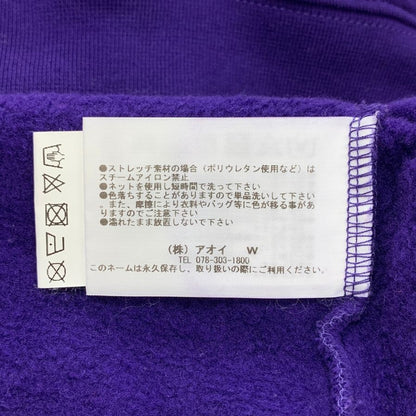 ●ストレッチ素材の場合（ポリウレタン使用など）は
スチームアイロン禁止
●ネットを使用し短時間で洗って下さい
●色落ちすることがありますので単品洗いして下さい
また、摩擦により衣料やバッグなどに色が移る事があ
りますのでご注意下さい
●濡れたまま放置しないで下さい
（株）アオイ W
TEL 078-303-1800
このネームは永久保存し、取り扱いの際にご利用ください。